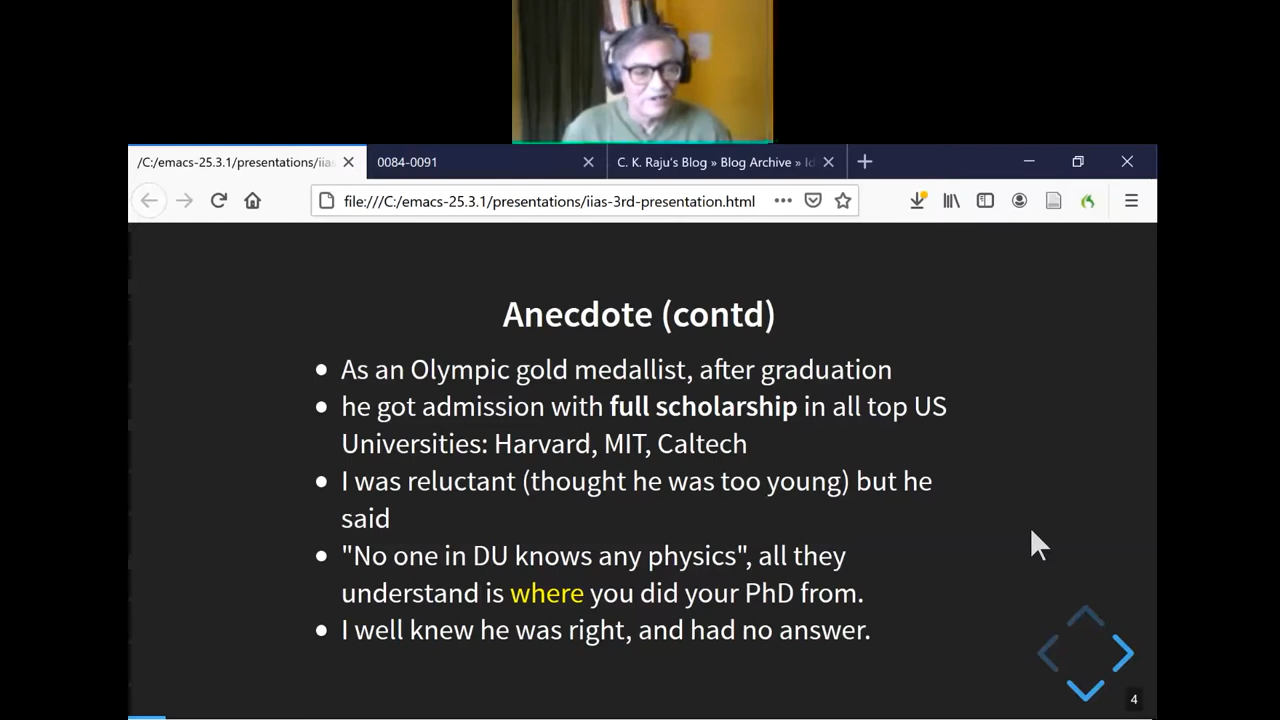 /C:/emacs-25.3.1/presentations/iias
0084-0091
C. K. Raju's Blog » Blog Archive »
file:///C:/emacs-25.3.1/presentations/iias-3rd-presentation.html
Anecdote (contd)
As an Olympic gold medallist, after graduation
he got admission with full scholarship in all top US
Universities: Harvard, MIT, Caltech
I was reluctant (thought he was too young) but he
said
"No one in DU knows any physics", all they
understand is where you did your PhD from.
I well knew he was right, and had no answer.
4